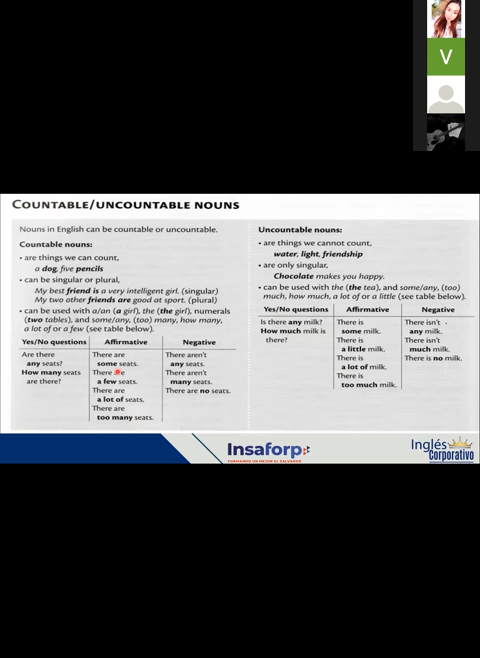 V
COUNTABLE/UNCOUNTABLE NOUNS
Nouns in English can be countable or uncountable.
Countable nouns:
• are things we can count,
a dog, five pencils
• can be singular or plural,
My best friend is a very intelligent girl. (singular)
My two other friends are good at sport. (plural)
• can be used with a/an (a girl), the (the girl), numerals
(two tables), and some/any, (too) many, how many,
a lot of or a few (see table below).
Yes/No questions Affirmative Negative
Are there
any seats?
How many seats
are there?
There are
some seats.
There
a few seats.
There are
a lot of seats.
There are
too many seats.
There aren't
any seats.
There aren't
many seats.
There are no seats.
Uncountable nouns:
• are things we cannot count,
water, light, friendship
• are only singular,
Chocolate makes you happy.
• can be used with the (the tea), and some/any, (too)
much, how much, a lot of or a little (see table below).
Yes/No questions Affirmative Negative
Is there any milk?
How much milk is
there?
There is
some milk.
There is
a little milk.
There is
a lot of milk.
There is
too much milk.
There isn't
any milk.
There isn't
much milk.
There is no milk.
Insaforp
FORMANDO UN MEJOR EL SALVADOR
Inglés
Corporativo